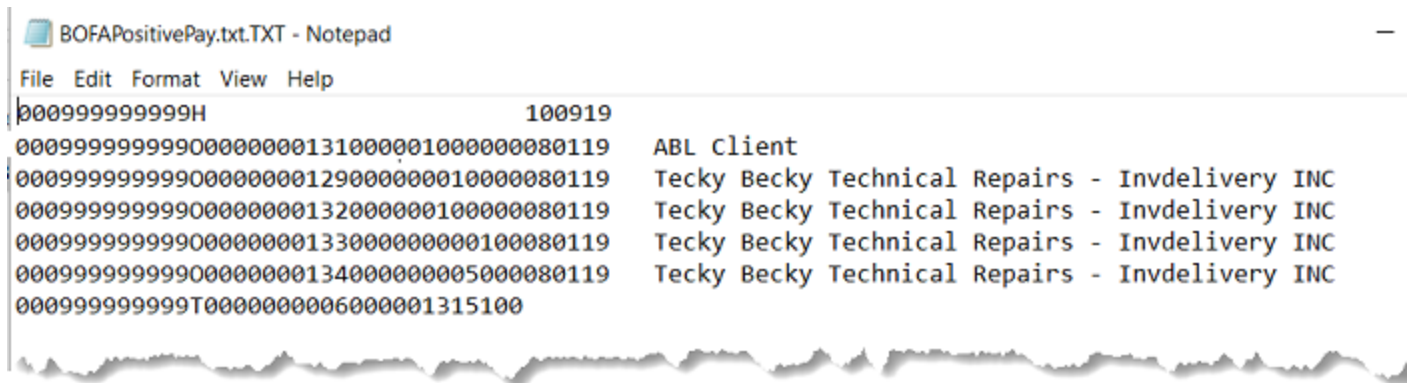 BOFAPositivePay.txt.TXT - Notepad
File Edit Format View Help
000999999999H                      100919
000999999999O0000000131000001000000080119   ABL Client
000999999999O0000000129000000010000080119   Tecky Becky Technical Repairs - Invdelivery INC
000999999999O0000000132000000100000080119   Tecky Becky Technical Repairs - Invdelivery INC
000999999999O0000000133000000000100080119   Tecky Becky Technical Repairs - Invdelivery INC
000999999999O0000000134000000005000080119   Tecky Becky Technical Repairs - Invdelivery INC
000999999999T0000000006000001315100